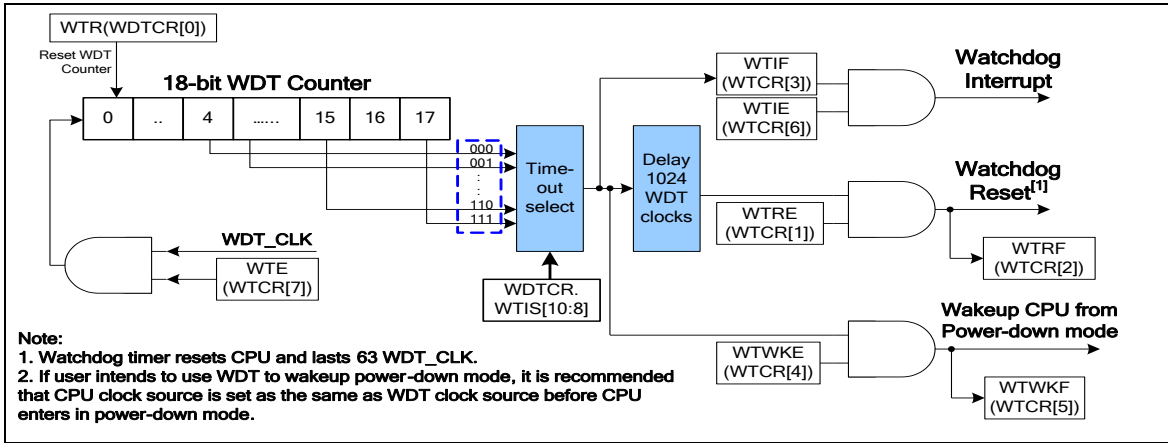 WTR(WDTCR[0])
Reset WDT
Counter
18-bit WDT Counter
0 .. 4 ...... 15 16 17
000
001
:
:
110
111
Time-
out
select
WDTCR.
WTIS[10:8]
WDT_CLK
WTE
(WTCR[7])
Delay
1024
WDT
clocks
WTIF
(WTCR[3])
WTIE
(WTCR[6])
Watchdog
Interrupt
WTRE
(WTCR[1])
Watchdog
Reset[1]
WTRF
(WTCR[2])
WTWKE
(WTCR[4])
Wakeup CPU from
Power-down mode
WTWKF
(WTCR[5])
Note:
1. Watchdog timer resets CPU and lasts 63 WDT_CLK.
2. If user intends to use WDT to wakeup power-down mode, it is recommended
that CPU clock source is set as the same as WDT clock source before CPU
enters in power-down mode.